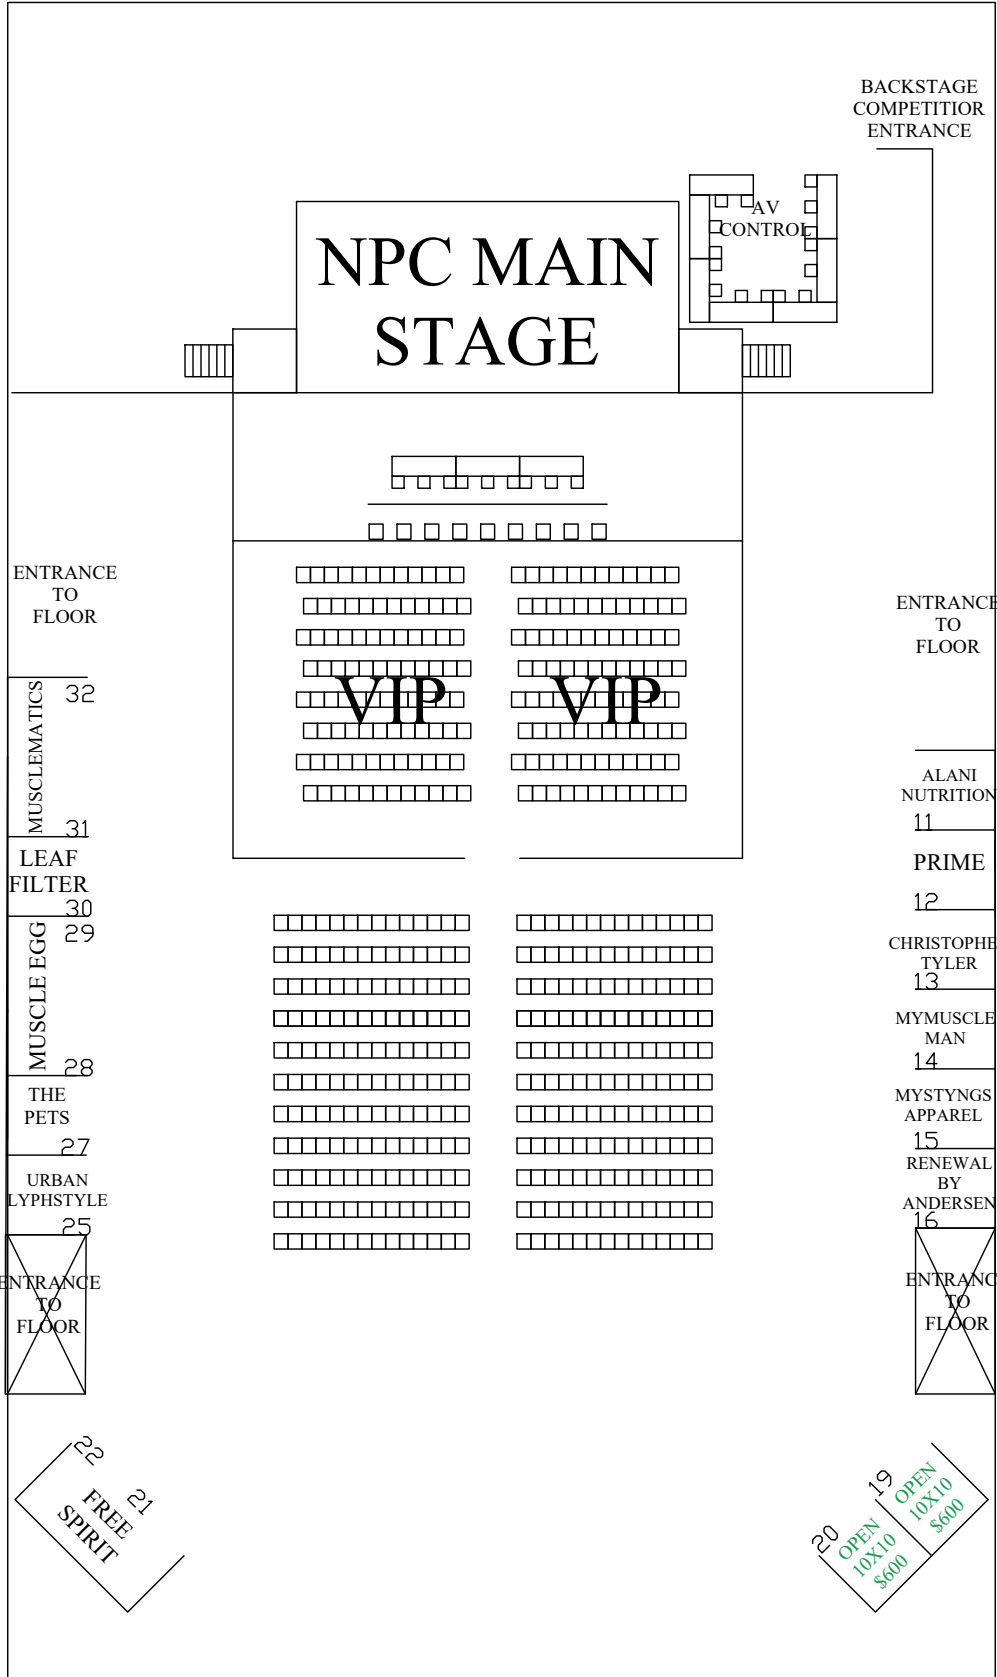 BACKSTAGE
COMPETITIOR
ENTRANCE
AV
CONTROL
NPC MAIN
STAGE
ENTRANCE
TO
FLOOR
ENTRANCE
TO
FLOOR
VIP
VIP
MUSCLEMATICS
32
31
LEAF
FILTER
30
MUSCLE EGG
29
28
THE
PETS
27
URBAN
LYPHSTYLE
25
ENTRANCE
TO
FLOOR
22
21
FREE
SPIRIT
ALANI
NUTRITION
11
PRIME
12
CHRISTOPHE
TYLER
13
MYMUSCLE
MAN
14
MYSTYNGS
APPAREL
15
RENEWAL
BY
ANDERSEN
16
ENTRANC
TO
FLOOR
19
OPEN
10X10
$600
20
OPEN
10X10
$600